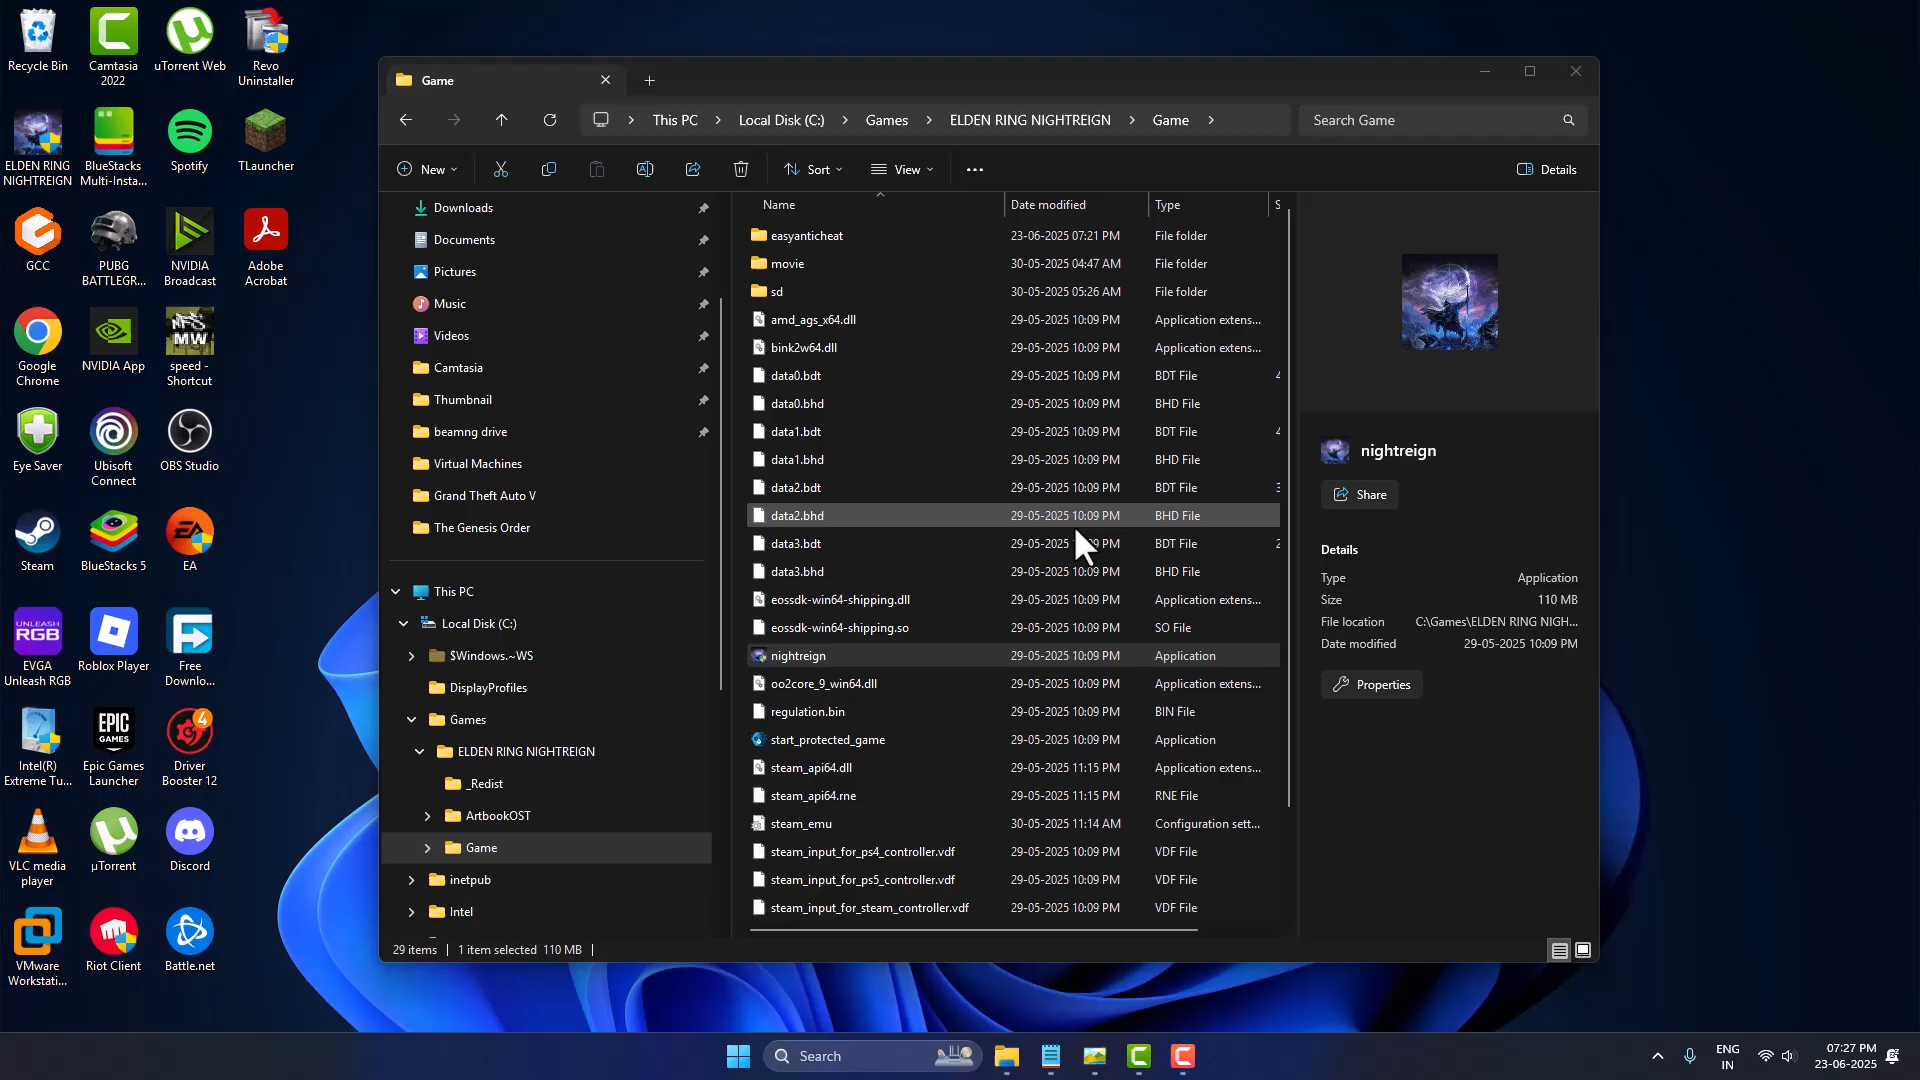 Recycle Bin
Camtasia
2022
uTorrent Web
Revo
Uninstaller
ELDEN RING
NIGHTREIGN
BlueStacks
Multi-Insta...
Spotify
TLauncher
GCC
PUBG
BATTLEGR...
NVIDIA
Broadcast
Adobe
Acrobat
Google
Chrome
NVIDIA App
speed -
Shortcut
Eye Saver
Ubisoft
Connect
OBS Studio
Steam
BlueStacks 5
EA
EVGA
Unleash RGB
Roblox Player
Free
Downlo...
Intel(R)
Extreme Tu...
Epic Games
Launcher
Driver
Booster 12
VLC media
player
µTorrent
Discord
VMware
Workstati...
Riot Client
Battle.net
NFS
MW
EA
UNLEASH
RGB
EPIC
GAMES
4
Game
This PC
Local Disk (C:)
Games
ELDEN RING NIGHTREIGN
Game
Search Game
New
Sort
View
Details
Downloads
Documents
Pictures
Music
Videos
Camtasia
Thumbnail
beamng drive
Virtual Machines
Grand Theft Auto V
The Genesis Order
This PC
Local Disk (C:)
$Windows.~WS
DisplayProfiles
Games
ELDEN RING NIGHTREIGN
_Redist
ArtbookOST
Game
inetpub
Intel
Name Date modified Type S
easyanticheat 23-06-2025 07:21 PM File folder
movie 30-05-2025 04:47 AM File folder
sd 30-05-2025 05:26 AM File folder
amd_ags_x64.dll 29-05-2025 10:09 PM Application extens...
bink2w64.dll 29-05-2025 10:09 PM Application extens...
data0.bdt 29-05-2025 10:09 PM BDT File 4
data0.bhd 29-05-2025 10:09 PM BHD File
data1.bdt 29-05-2025 10:09 PM BDT File 4
data1.bhd 29-05-2025 10:09 PM BHD File
data2.bdt 29-05-2025 10:09 PM BDT File 3
data2.bhd 29-05-2025 10:09 PM BHD File
data3.bdt 29-05-2025 PM BDT File 2
data3.bhd 29-05-2025 10:09 PM BHD File
eossdk-win64-shipping.dll 29-05-2025 10:09 PM Application extens...
eossdk-win64-shipping.so 29-05-2025 10:09 PM SO File
nightreign 29-05-2025 10:09 PM Application
oo2core_9_win64.dll 29-05-2025 10:09 PM Application extens...
regulation.bin 29-05-2025 10:09 PM BIN File
start_protected_game 29-05-2025 10:09 PM Application
steam_api64.dll 29-05-2025 11:15 PM Application extens...
steam_api64.rne 29-05-2025 11:15 PM RNE File
steam_emu 30-05-2025 11:14 AM Configuration sett...
steam_input_for_ps4_controller.vdf 29-05-2025 10:09 PM VDF File
steam_input_for_ps5_controller.vdf 29-05-2025 10:09 PM VDF File
steam_input_for_steam_controller.vdf 29-05-2025 10:09 PM VDF File
nightreign
Share
Details
Type Application
Size 110 MB
File location C:\Games\ELDEN RING NIGH...
Date modified 29-05-2025 10:09 PM
Properties
29 items 1 item selected 110 MB
Search
ENG
IN
07:27 PM
23-06-2025